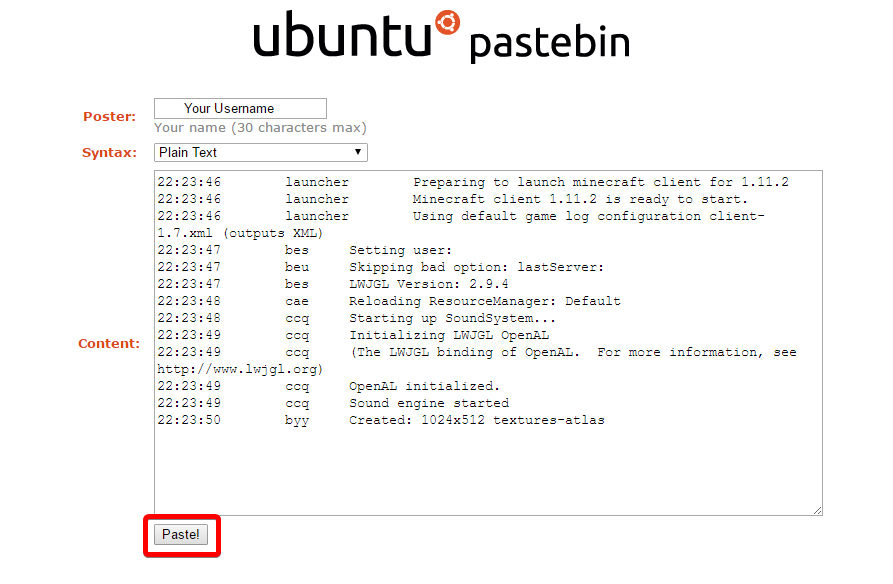 ubuntu pastebin
Poster:
Your Username
Your name (30 characters max)
Syntax:
Plain Text
Content:
22:23:46        launcher        Preparing to launch minecraft client for 1.11.2
22:23:46        launcher        Minecraft client 1.11.2 is ready to start.
22:23:46        launcher        Using default game log configuration client-
1.7.xml (outputs XML)
22:23:47        bes     Setting user:
22:23:47        beu     Skipping bad option: lastServer:
22:23:47        bes     LWJGL Version: 2.9.4
22:23:48        cae     Reloading ResourceManager: Default
22:23:48        ccq     Starting up SoundSystem...
22:23:49        ccq     Initializing LWJGL OpenAL
22:23:49        ccq     (The LWJGL binding of OpenAL.  For more information, see
http://www.lwjgl.org)
22:23:49        ccq     OpenAL initialized.
22:23:49        ccq     Sound engine started
22:23:50        byy     Created: 1024x512 textures-atlas
Paste!